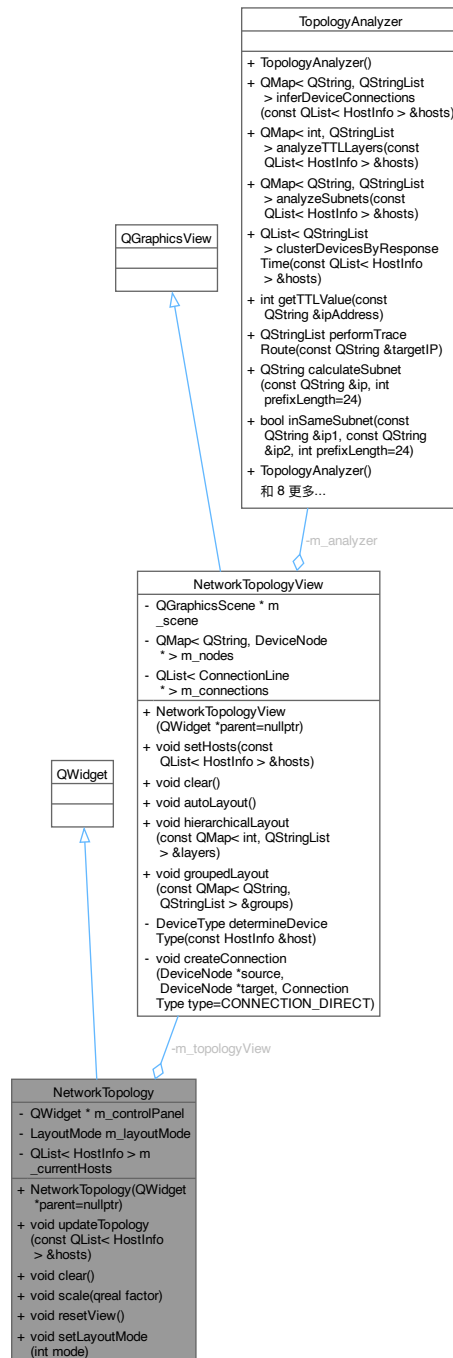 TopologyAnalyzer
+ TopologyAnalyzer()
+ QMap< QString, QStringList
> inferDeviceConnections
(const QList< HostInfo > &hosts)
+ QMap< int, QStringList
> analyzeTTLLayers(const
QList< HostInfo > &hosts)
+ QMap< QString, QStringList
> analyzeSubnets(const
QList< HostInfo > &hosts)
+ QList< QStringList
> clusterDevicesByResponse
Time(const QList< HostInfo
> &hosts)
+ int getTTLValue(const
QString &ipAddress)
+ QStringList performTrace
Route(const QString &targetIP)
+ QString calculateSubnet
(const QString &ip, int
prefixLength=24)
+ bool inSameSubnet(const
QString &ip1, const QString
&ip2, int prefixLength=24)
+ TopologyAnalyzer()
和 8 更多...
QGraphicsView
-m_analyzer
NetworkTopologyView
- QGraphicsScene * m
_scene
- QMap< QString, DeviceNode
* > m_nodes
- QList< ConnectionLine
* > m_connections
+ NetworkTopologyView
(QWidget *parent=nullptr)
+ void setHosts(const
QList< HostInfo > &hosts)
+ void clear()
+ void autoLayout()
+ void hierarchicalLayout
(const QMap< int, QStringList
> &layers)
+ void groupedLayout
(const QMap< QString,
QStringList > &groups)
- DeviceType determineDevice
Type(const HostInfo &host)
- void createConnection
(DeviceNode *source,
DeviceNode *target, Connection
Type type=CONNECTION_DIRECT)
QWidget
-m_topologyView
NetworkTopology
- QWidget * m_controlPanel
- LayoutMode m_layoutMode
- QList< HostInfo > m
_currentHosts
+ NetworkTopology(QWidget
*parent=nullptr)
+ void updateTopology
(const QList< HostInfo
> &hosts)
+ void clear()
+ void scale(qreal factor)
+ void resetView()
+ void setLayoutMode
(int mode)